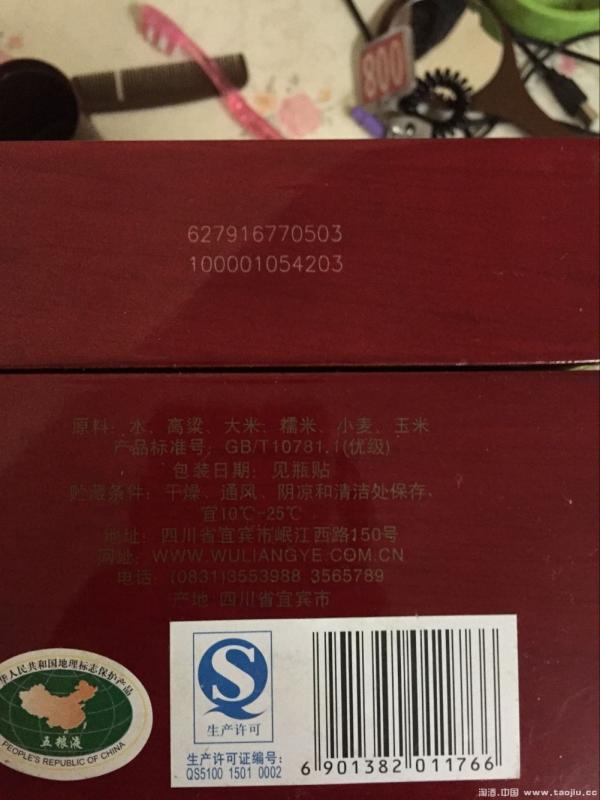 800
627916770503
100001054203
原料:水、高粱、大米、糯米、小麦、玉米
产品标准号:GB/T10781.1(优级)
包装日期:见瓶贴
贮藏条件:干燥、通风、阴凉和清洁处保存,
宜10℃-25℃
地址:四川省宜宾市岷江西路150号
网址:WWW.WULIANGYE.COM.CN
电话:(0831)3553988 3565789
产地:四川省宜宾市
华人民共和国地理标志保护产品
五粮液
PEOPLE'S REPUBLIC OF CHINA
生产许可
生产许可证编号:
QS5100 1501 0002
6 901382 011766
淘酒.中国 www.taojiu.cc